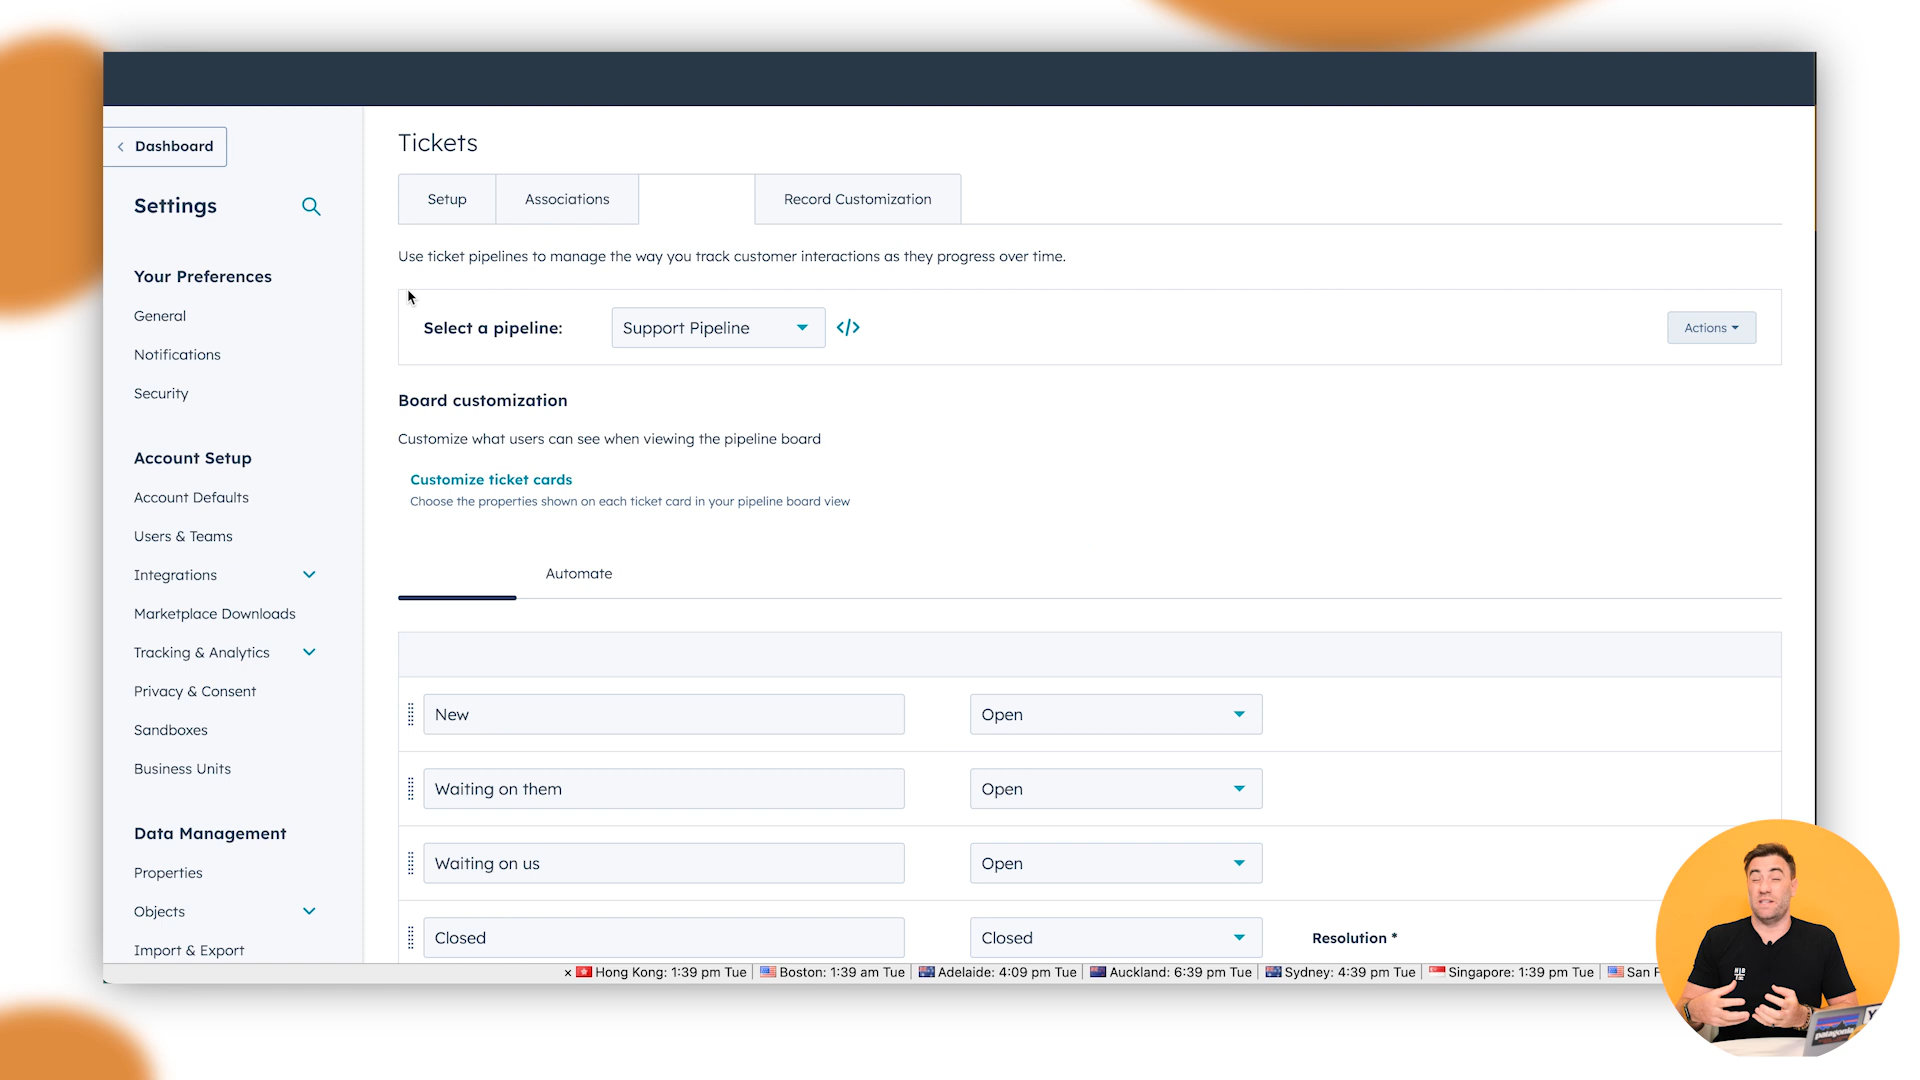 Dashboard
Settings
Your Preferences
General
Notifications
Security
Account Setup
Account Defaults
Users & Teams
Integrations
Marketplace Downloads
Tracking & Analytics
Privacy & Consent
Sandboxes
Business Units
Data Management
Properties
Objects
Import & Export
Tickets
Setup
Associations
Record Customization
Use ticket pipelines to manage the way you track customer interactions as they progress over time.
Select a pipeline:
Support Pipeline
</>
Actions
Board customization
Customize what users can see when viewing the pipeline board
Customize ticket cards
Choose the properties shown on each ticket card in your pipeline board view
Automate
New
Open
Waiting on them
Open
Waiting on us
Open
Closed
Closed
Resolution *
× Hong Kong: 1:39 pm Tue | Boston: 1:39 am Tue | Adelaide: 4:09 pm Tue | Auckland: 6:39 pm Tue | Sydney: 4:39 pm Tue | Singapore: 1:39 pm Tue | San
patagonia